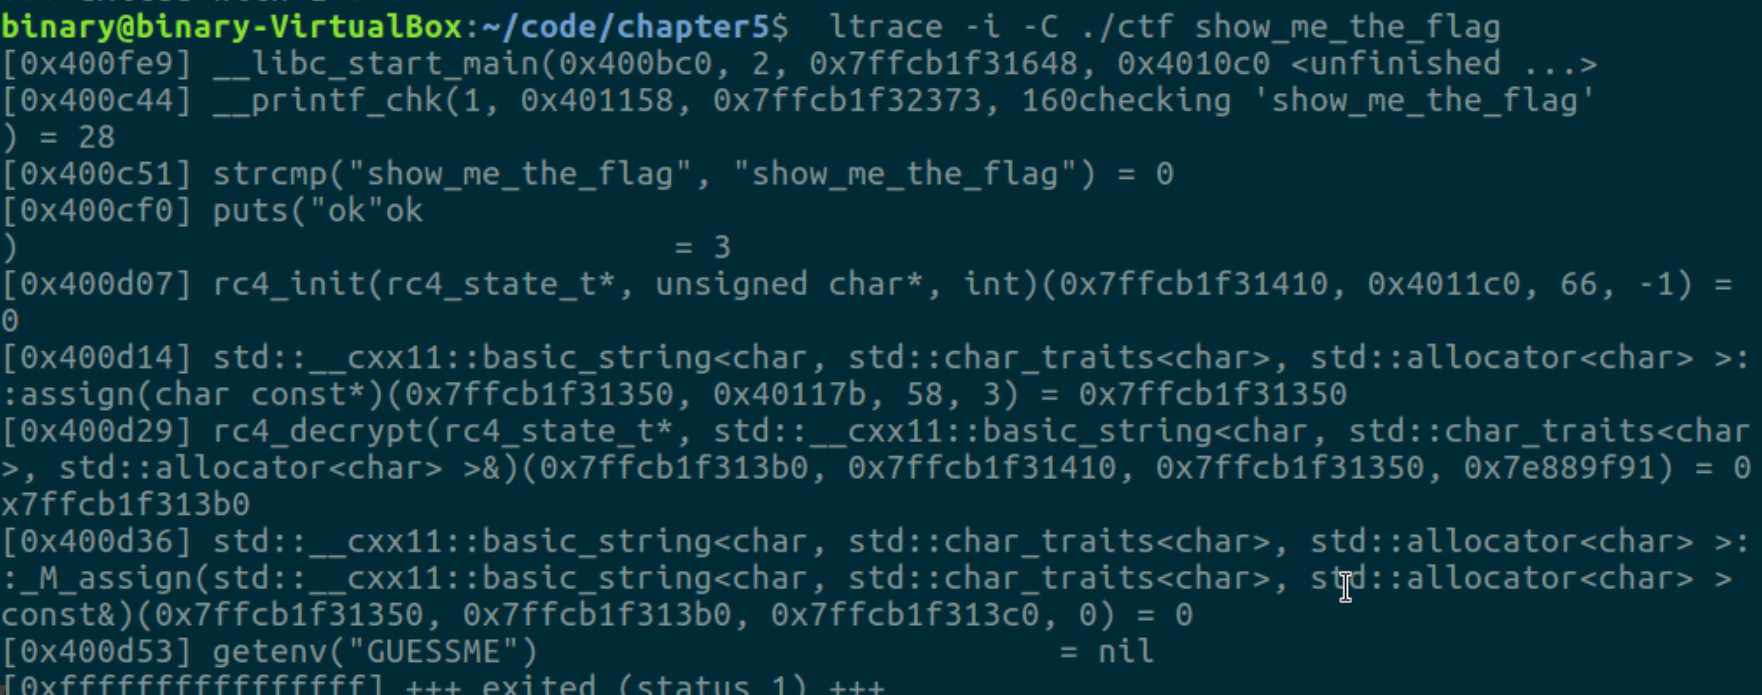 binary@binary-VirtualBox:~/code/chapter5$ ltrace -i -C ./ctf show_me_the_flag
[0x400fe9] __libc_start_main(0x400bc0, 2, 0x7ffcb1f31648, 0x4010c0 <unfinished ...>
[0x400c44] __printf_chk(1, 0x401158, 0x7ffcb1f32373, 160checking 'show_me_the_flag'
) = 28
[0x400c51] strcmp("show_me_the_flag", "show_me_the_flag") = 0
[0x400cf0] puts("ok"ok
) = 3
[0x400d07] rc4_init(rc4_state_t*, unsigned char*, int)(0x7ffcb1f31410, 0x4011c0, 66, -1) =
0
[0x400d14] std::__cxx11::basic_string<char, std::char_traits<char>, std::allocator<char> >:
:assign(char const*)(0x7ffcb1f31350, 0x40117b, 58, 3) = 0x7ffcb1f31350
[0x400d29] rc4_decrypt(rc4_state_t*, std::__cxx11::basic_string<char, std::char_traits<char
>, std::allocator<char> >&)(0x7ffcb1f313b0, 0x7ffcb1f31410, 0x7ffcb1f31350, 0x7e889f91) = 0
x7ffcb1f313b0
[0x400d36] std::__cxx11::basic_string<char, std::char_traits<char>, std::allocator<char> >:
:_M_assign(std::__cxx11::basic_string<char, std::char_traits<char>, std::allocator<char> >
const&)(0x7ffcb1f31350, 0x7ffcb1f313b0, 0x7ffcb1f313c0, 0) = 0
[0x400d53] getenv("GUESSME") = nil
[0xffffffffffffffff] +++ exited (status 1) +++